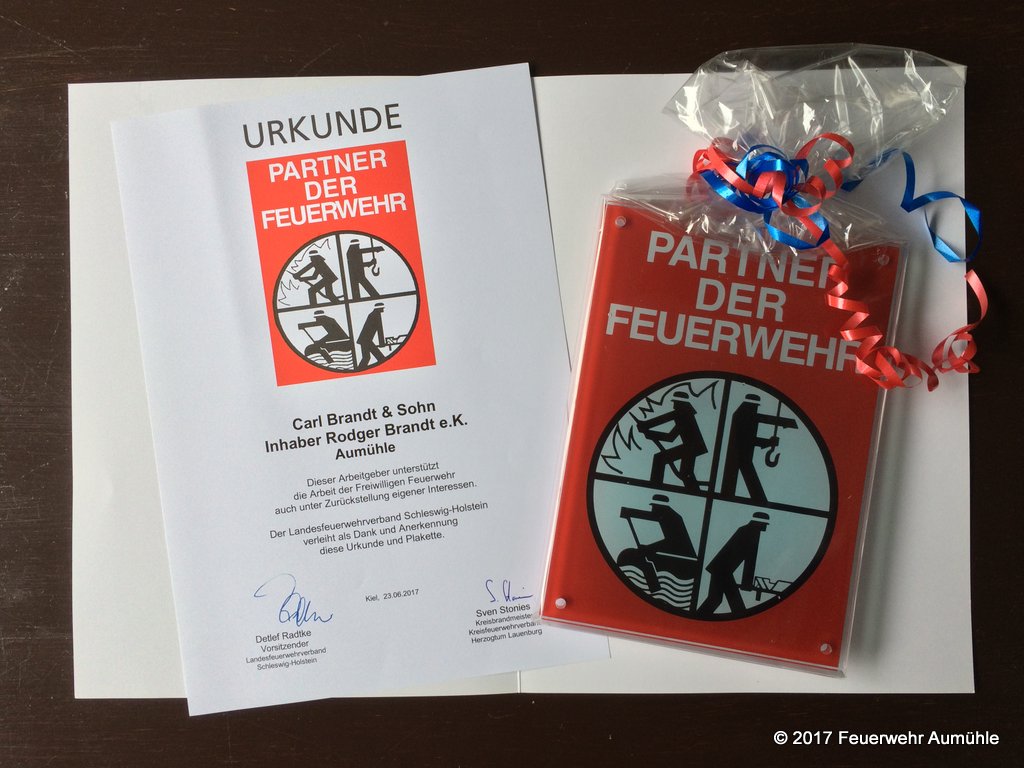 URKUNDE
PARTNER
DER
FEUERWEHR
Carl Brandt & Sohn
Inhaber Rodger Brandt e.K.
Aumühle
Dieser Arbeitgeber unterstützt
die Arbeit der Freiwilligen Feuerwehr
auch unter Zurückstellung eigener Interessen.
Der Landesfeuerwehrverband Schleswig-Holstein
verleiht als Dank und Anerkennung
diese Urkunde und Plakette.
Kiel, 23.06.2017
Detlef Radtke
Vorsitzender
Landesfeuerwehrverband
Schleswig-Holstein
Sven Stonies
Kreisbrandmeister
Kreisfeuerwehrverband
Herzogtum Lauenburg
PARTNER
DER
FEUERWEHR
© 2017 Feuerwehr Aumühle